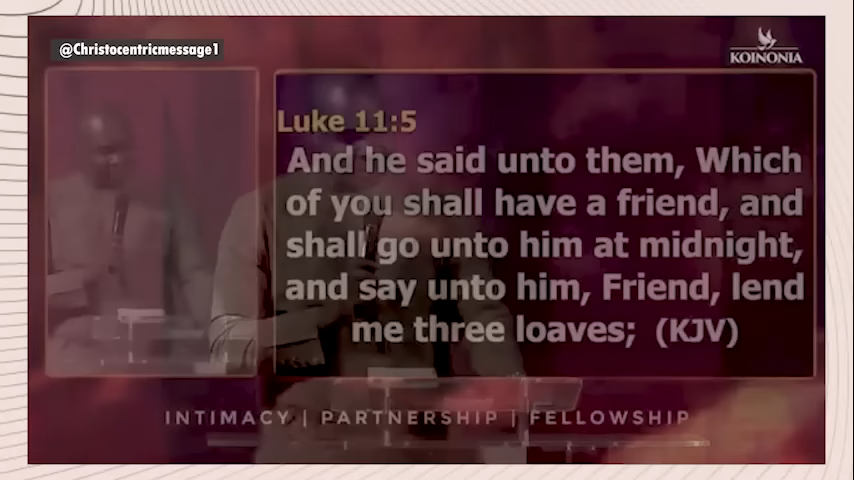 @Christocentricmessage1
KOINONIA
Luke 11:5
And he said unto them, Which
of you shall have a friend, and
shall go unto him at midnight,
and say unto him, Friend, lend
me three loaves; (KJV)
INTIMACY | PARTNERSHIP | FELLOWSHIP